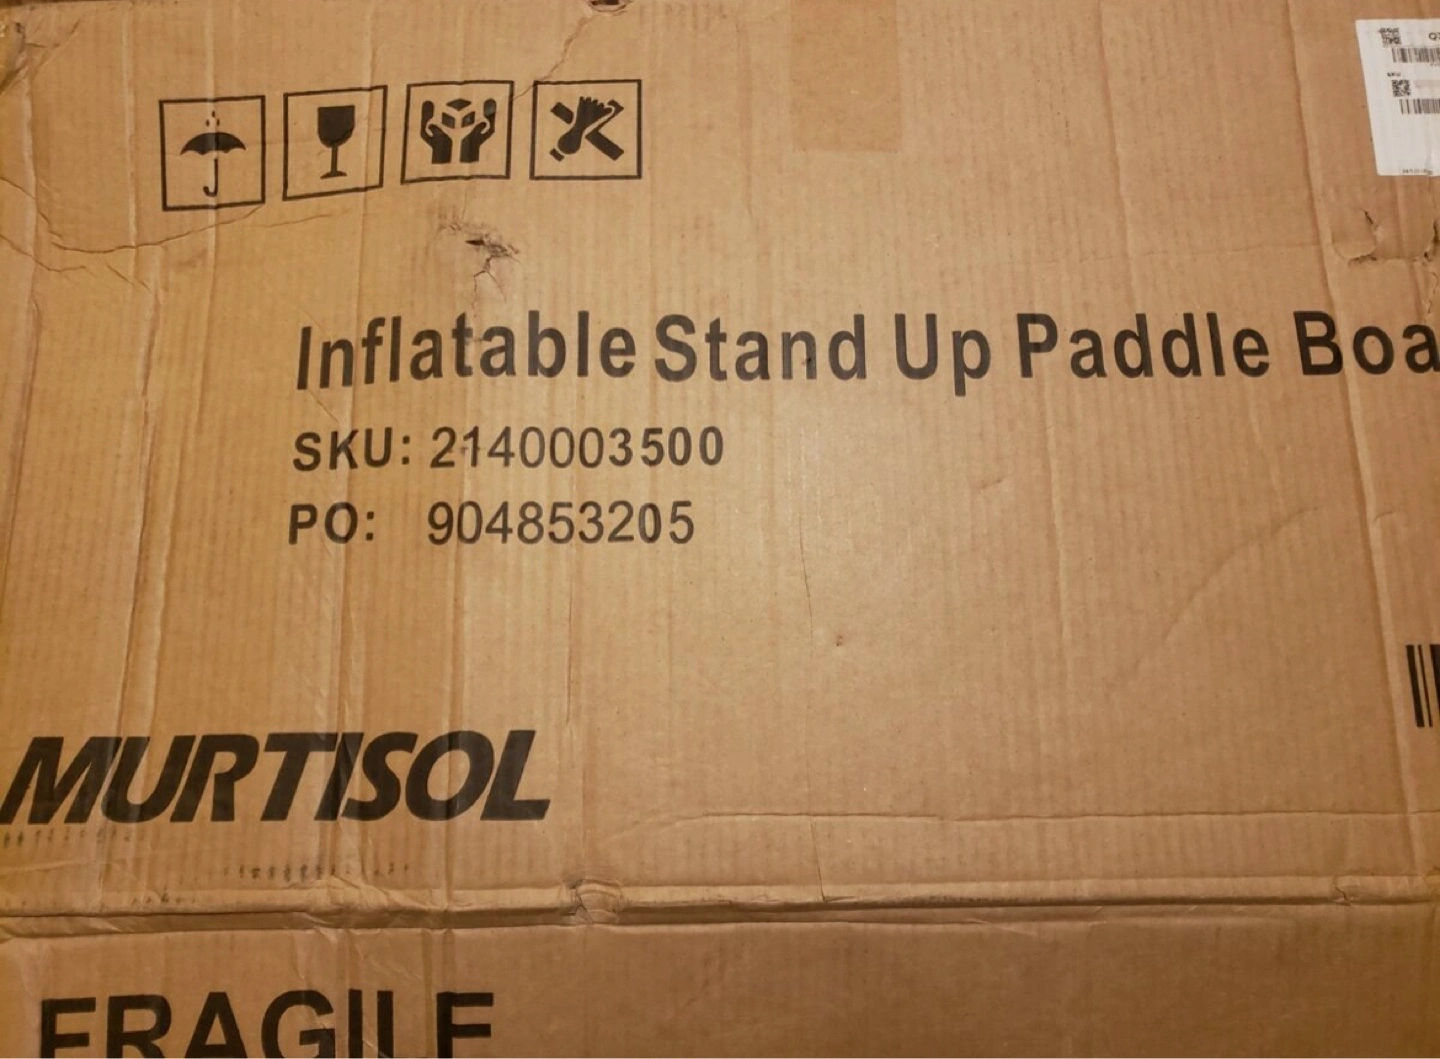 Inflatable Stand Up Paddle Boa
SKU: 2140003500
PO: 904853205
MURTISOL
FRAGILE